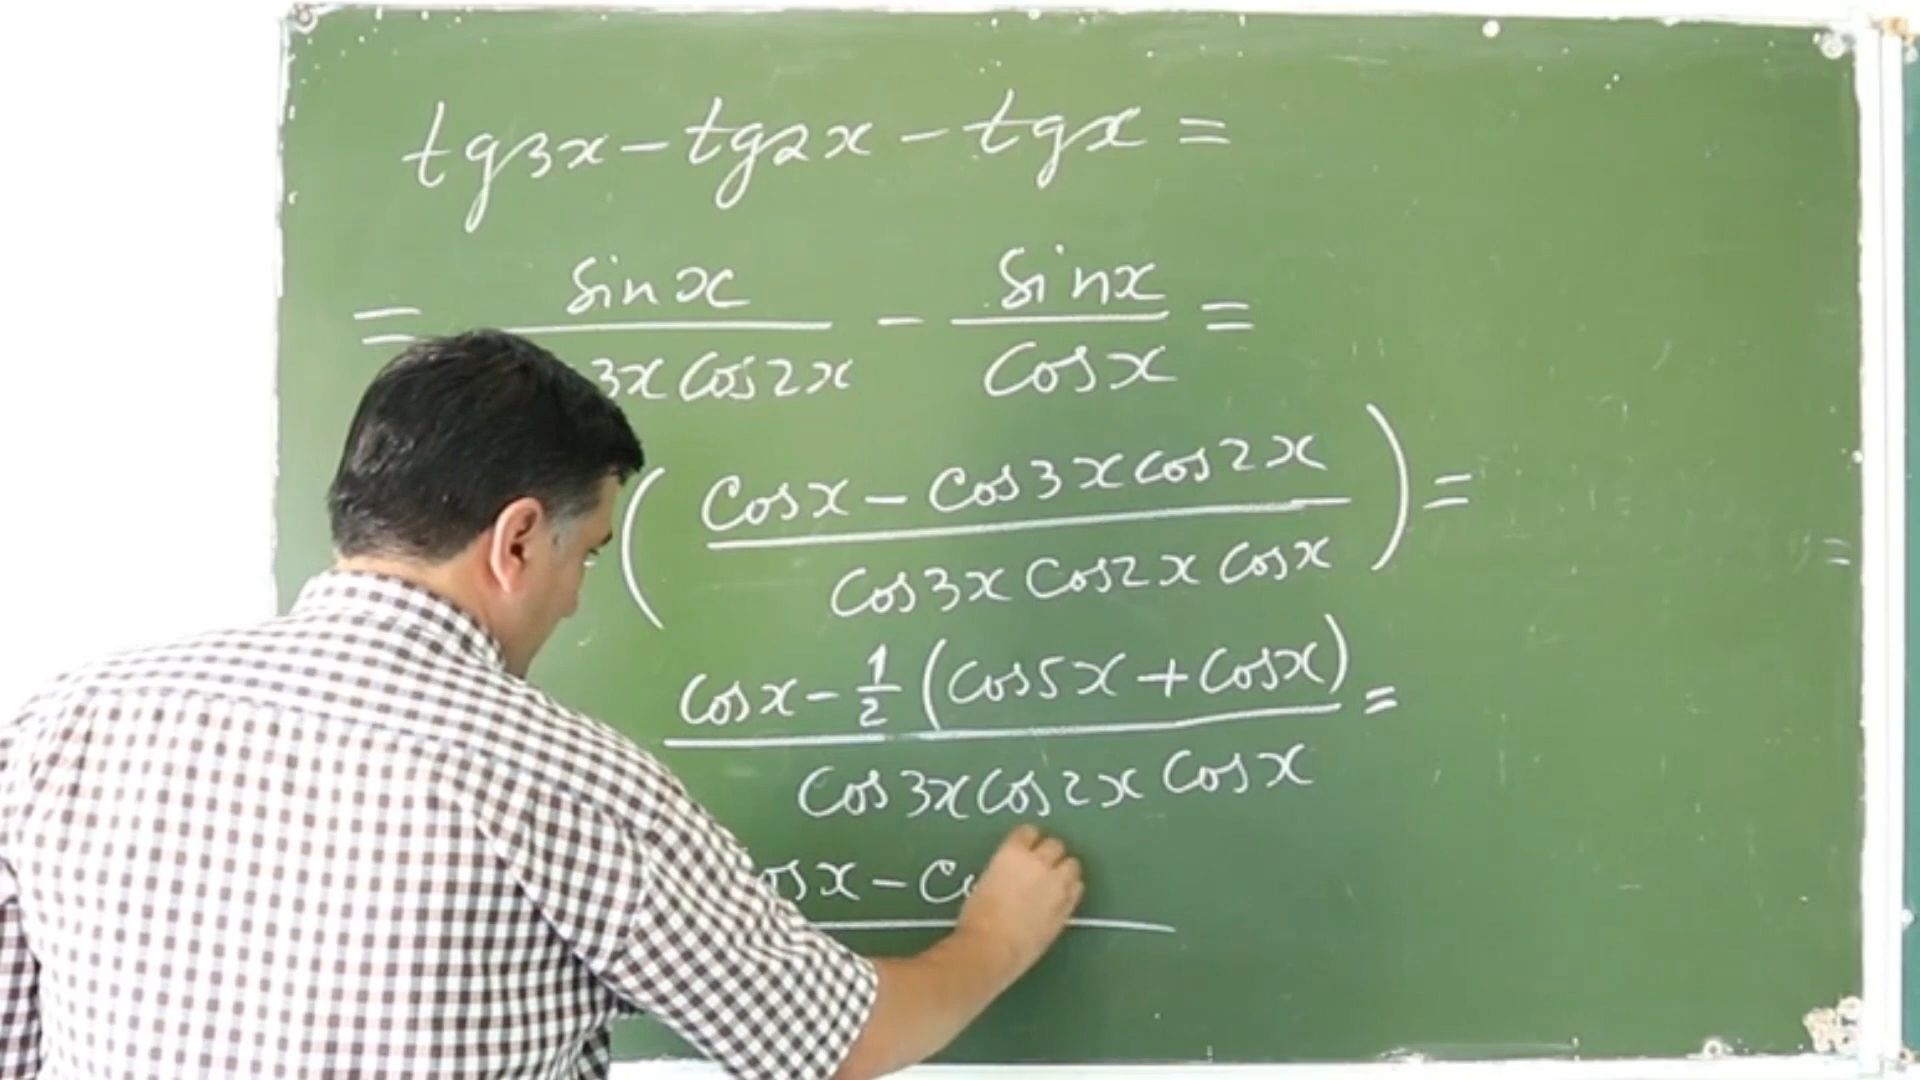 tg3x - tg2x - tgx =
= sinx / 3x cos2x - sinx / cosx =
( cosx - cos3x cos2x / cos3x cos2x cosx ) =
cosx - 1/2 (cos5x + cosx) / cos3x cos2x cosx =
osx - c